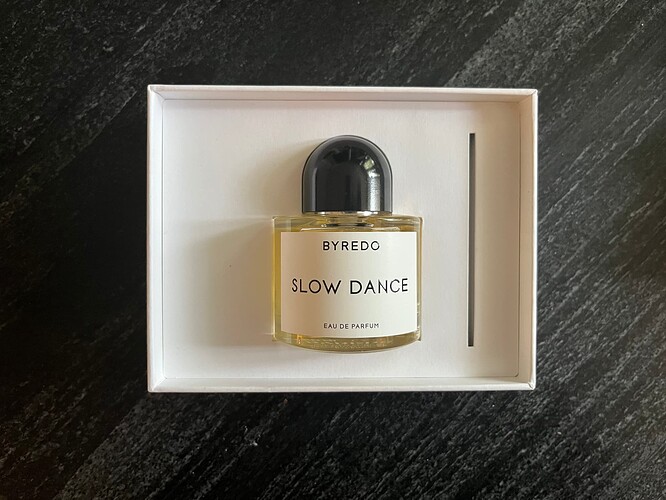 BYREDO
SLOW DANCE
EAU DE PARFUM